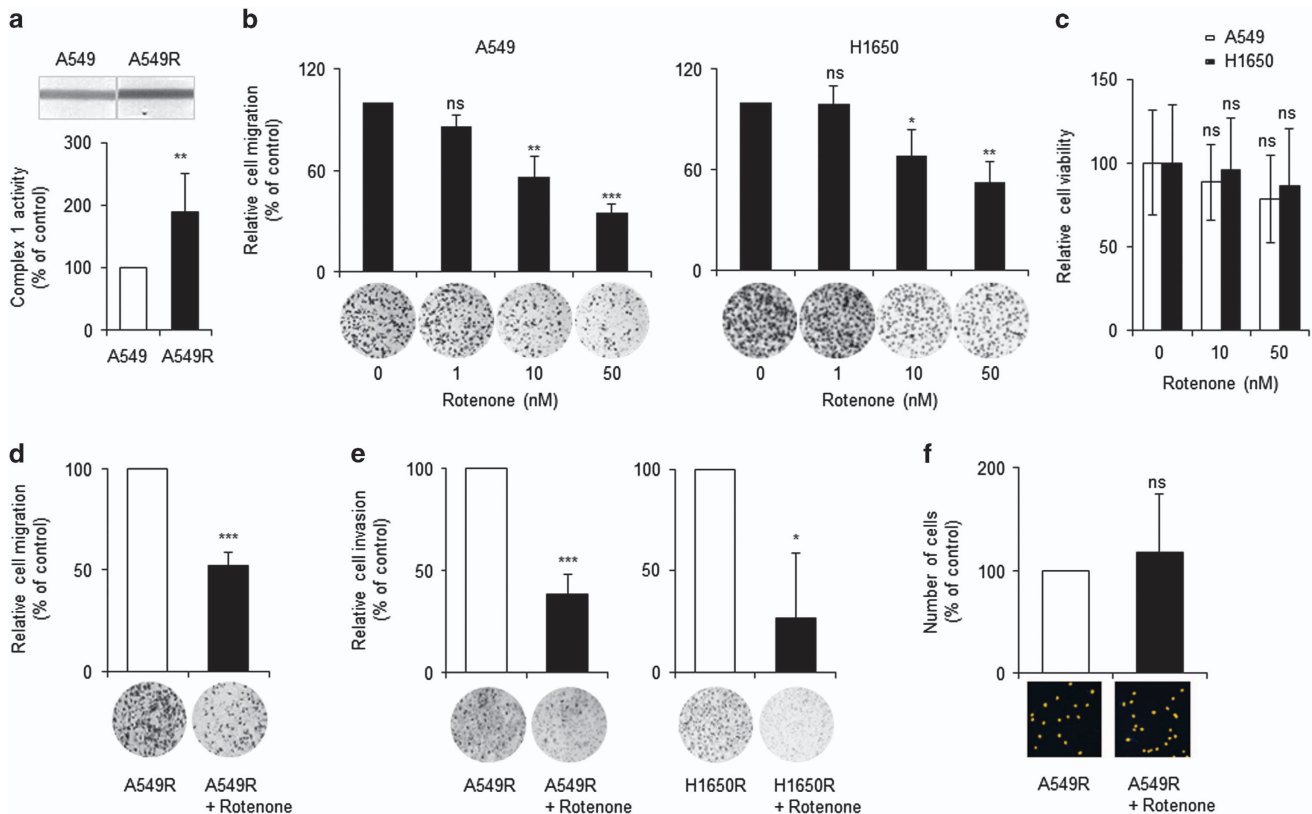 a
A549 A549R
Complex 1 activity
(% of control)
300
200
100
0
**
A549 A549R
b
A549
Relative cell migration
(% of control)
120
60
0
ns
**
***
0 1 10 50
Rotenone (nM)
H1650
120
60
0
ns
*
**
0 1 10 50
Rotenone (nM)
c
A549
H1650
Relative cell viability
150
100
50
0
ns ns ns ns
0 10 50
Rotenone (nM)
d
Relative cell migration
(% of control)
100
50
0
***
A549R A549R
+ Rotenone
e
Relative cell invasion
(% of control)
100
50
0
***
A549R A549R
+ Rotenone
100
50
0
*
H1650R H1650R
+ Rotenone
f
Number of cells
(% of control)
200
100
0
ns
A549R A549R
+ Rotenone